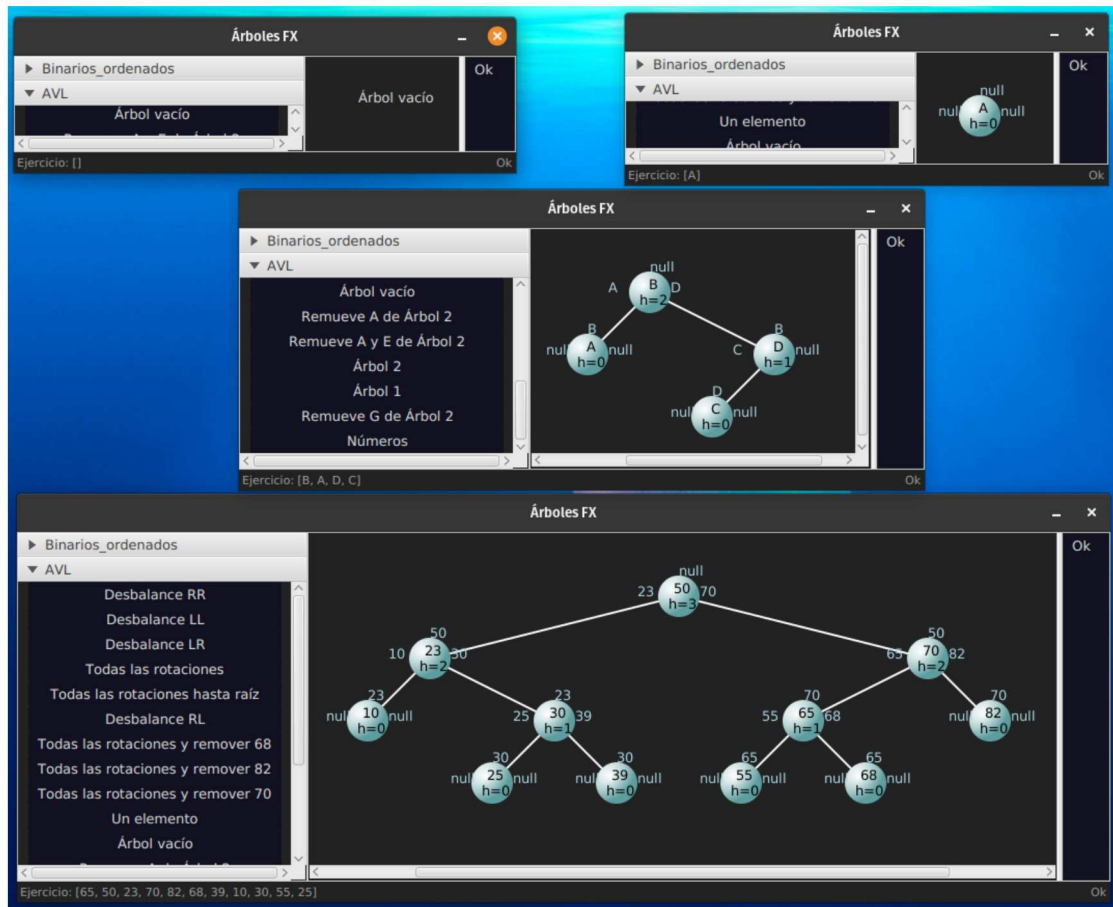 Árboles FX
Binarios_ordenados
AVL
Árbol vacío
Árbol vacío
Ok
Ejercicio: []
Ok
Árboles FX
Binarios_ordenados
AVL
Un elemento
Árbol vacío
null
null A null
h=0
Ok
Ejercicio: [A]
Ok
Árboles FX
Binarios_ordenados
AVL
Árbol vacío
Remueve A de Árbol 2
Remueve A y E de Árbol 2
Árbol 2
Árbol 1
Remueve G de Árbol 2
Números
null
A B D
h=2
B B
null A null C D null
h=0 h=1
D
null C null
h=0
Ok
Ejercicio: [B, A, D, C]
Ok
Árboles FX
Binarios_ordenados
AVL
Desbalance RR
Desbalance LL
Desbalance LR
Todas las rotaciones
Todas las rotaciones hasta raíz
Desbalance RL
Todas las rotaciones y remover 68
Todas las rotaciones y remover 82
Todas las rotaciones y remover 70
Un elemento
Árbol vacío
null
23 50 70
h=3
50 50
10 23 30 65 70 82
h=2 h=2
23 23 70 70
null 10 null 25 30 39 55 65 68 null 82 null
h=0 h=1 h=1 h=0
30 30 65 65
null 25 null null 39 null null 55 null null 68 null
h=0 h=0 h=0 h=0
Ok
Ejercicio: [65, 50, 23, 70, 82, 68, 39, 10, 30, 55, 25]
Ok